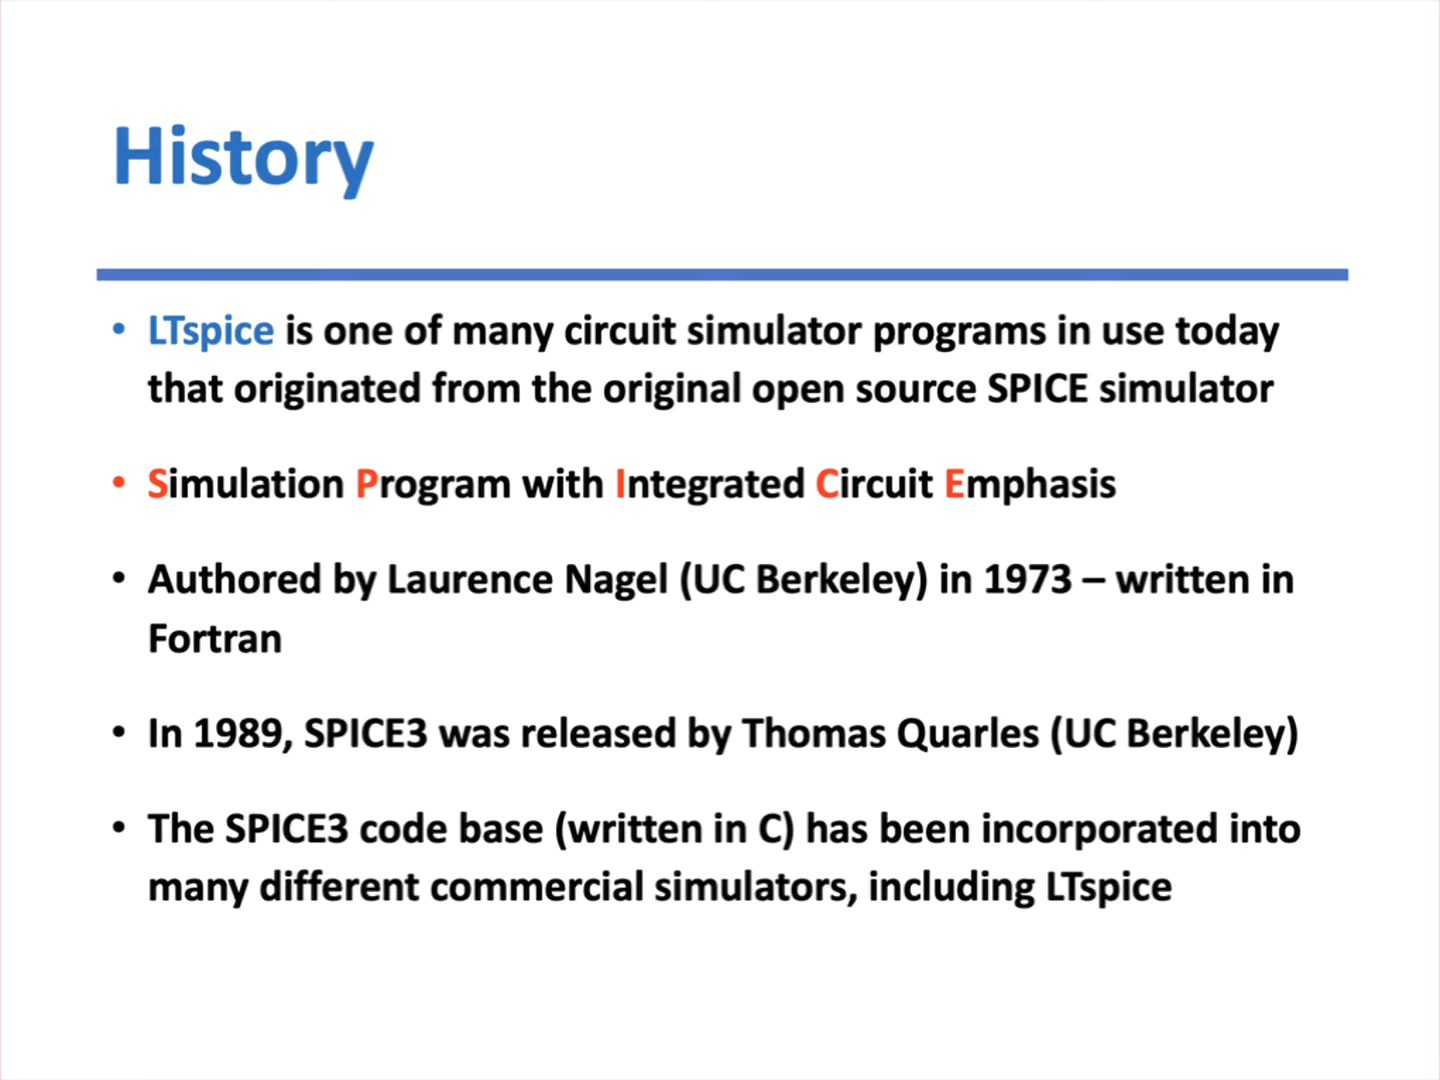 History
• LTspice is one of many circuit simulator programs in use today
that originated from the original open source SPICE simulator
• Simulation Program with Integrated Circuit Emphasis
• Authored by Laurence Nagel (UC Berkeley) in 1973 – written in
Fortran
• In 1989, SPICE3 was released by Thomas Quarles (UC Berkeley)
• The SPICE3 code base (written in C) has been incorporated into
many different commercial simulators, including LTspice